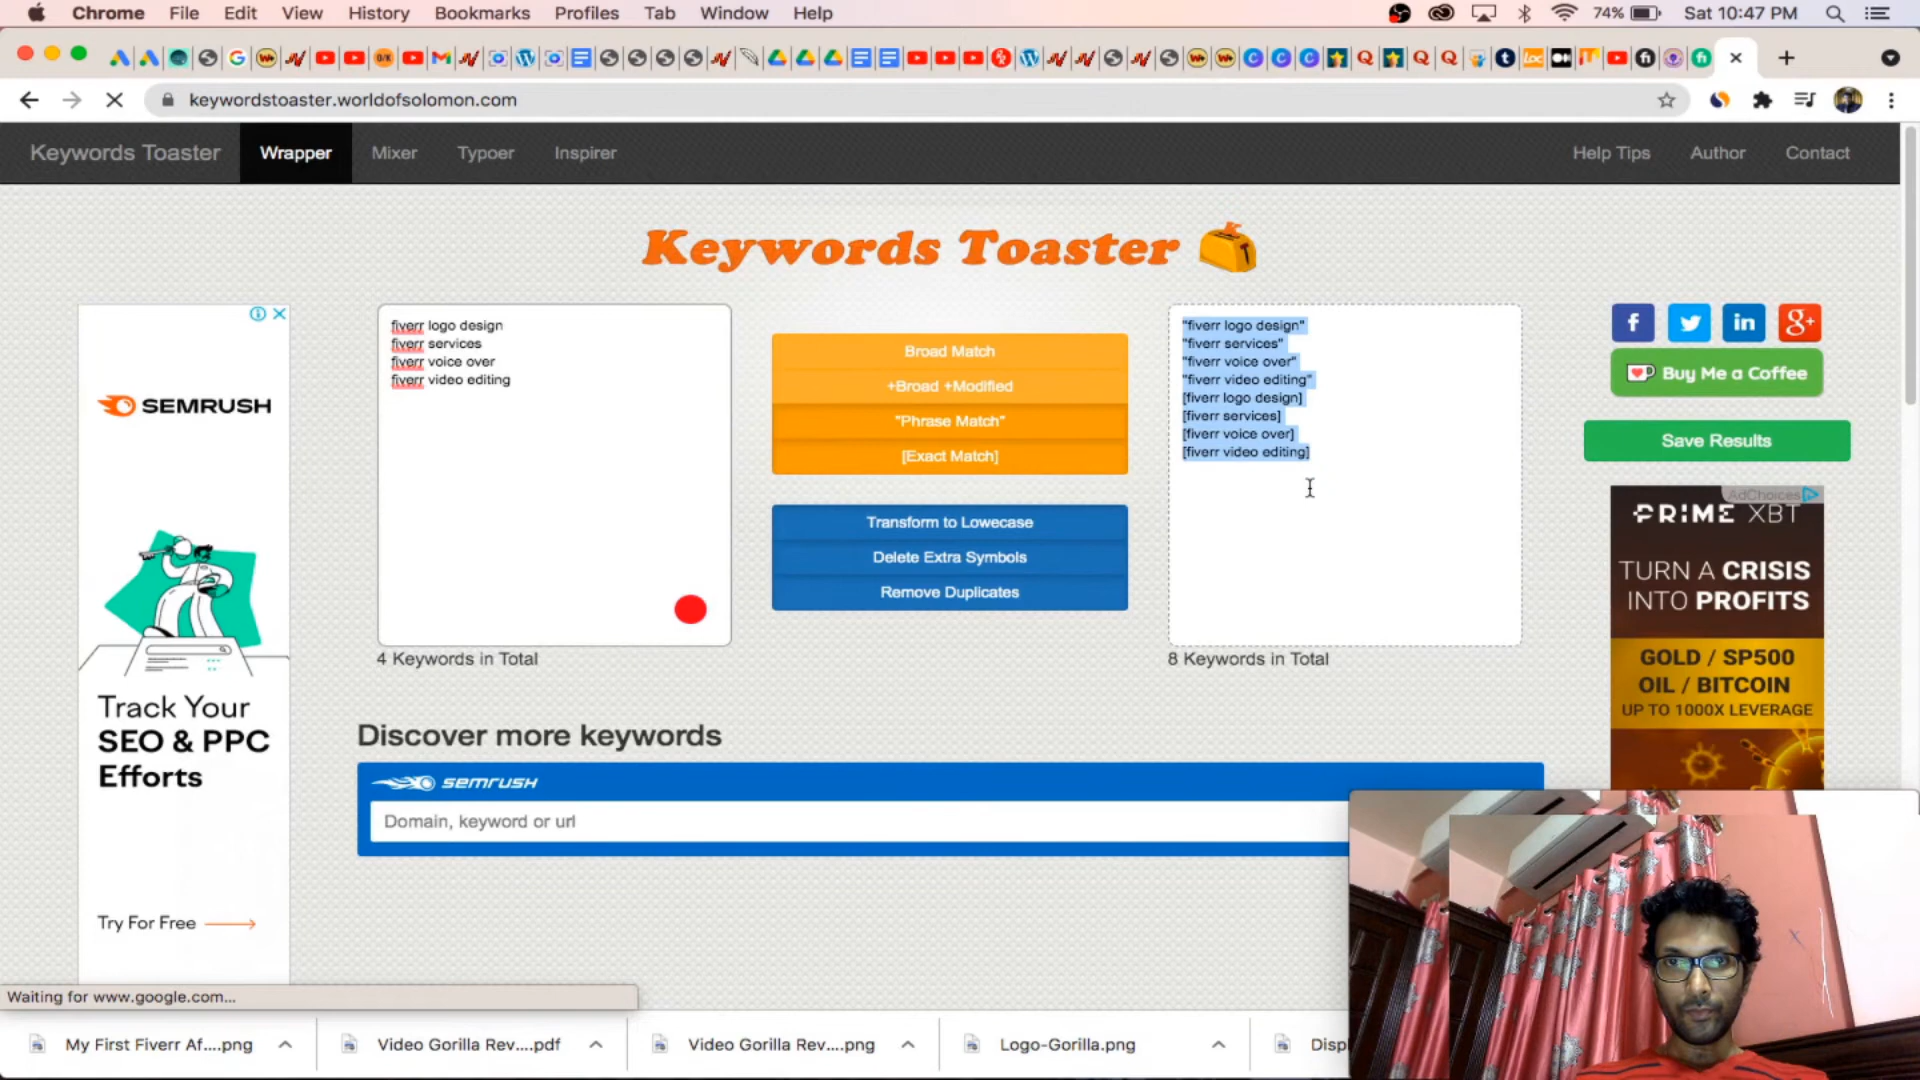 Chrome File Edit View History Bookmarks Profiles Tab Window Help
74% Sat 10:47 PM
keywordstoaster.worldofsolomon.com
Keywords Toaster Wrapper Mixer Typoer Inspirer Help Tips Author Contact
Keywords Toaster
fiverr logo design
fiverr services
fiverr voice over
fiverr video editing
4 Keywords in Total
Broad Match
+Broad +Modified
"Phrase Match"
[Exact Match]
Transform to Lowecase
Delete Extra Symbols
Remove Duplicates
"fiverr logo design"
"fiverr services"
"fiverr voice over"
"fiverr video editing"
[fiverr logo design]
[fiverr services]
[fiverr voice over]
[fiverr video editing]
8 Keywords in Total
Buy Me a Coffee
Save Results
SEMRUSH
Track Your
SEO & PPC
Efforts
Try For Free
AdChoices
PRIME XBT
TURN A CRISIS
INTO PROFITS
GOLD / SP500
OIL / BITCOIN
UP TO 1000X LEVERAGE
Discover more keywords
semrush
Domain, keyword or url
Waiting for www.google.com...
My First Fiverr Af....png
Video Gorilla Rev....pdf
Video Gorilla Rev....png
Logo-Gorilla.png